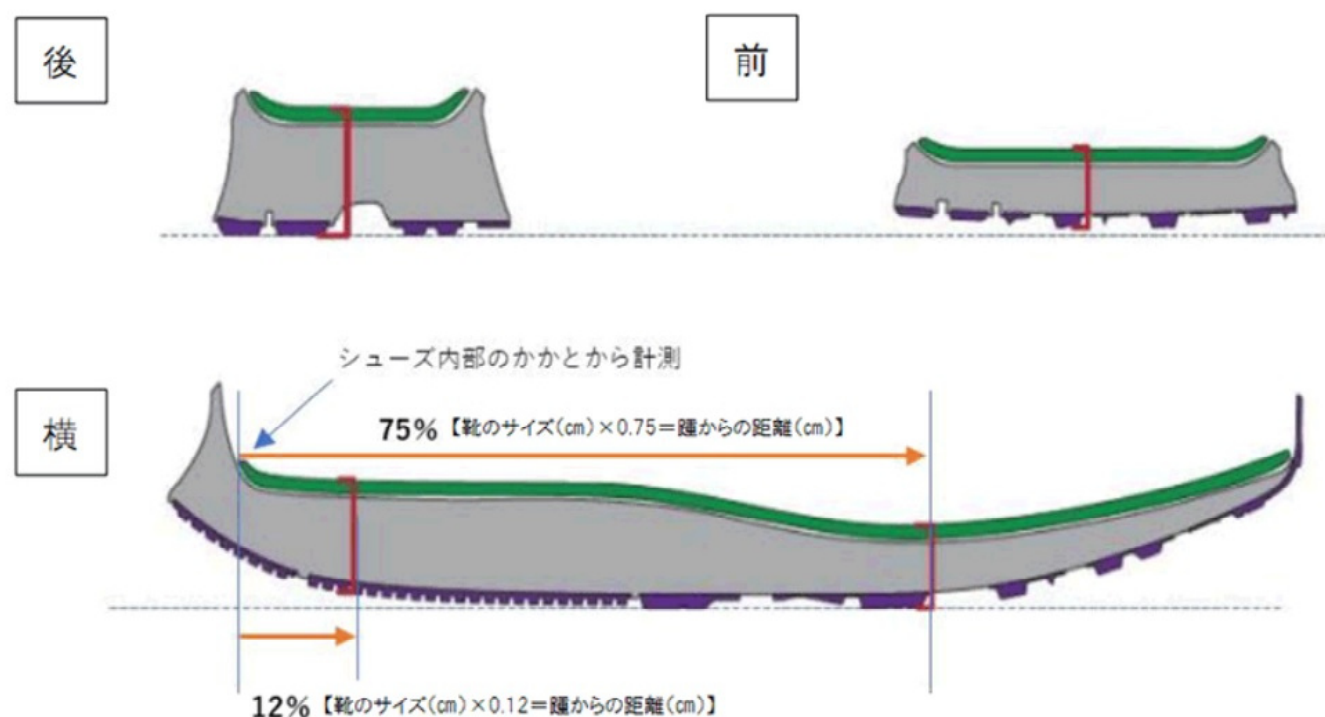 後
前
シューズ内部のかかとから計測
横
75%【靴のサイズ(㎝)×0.75=踵からの距離(㎝)】
12%【靴のサイズ(㎝)×0.12=踵からの距離(㎝)】